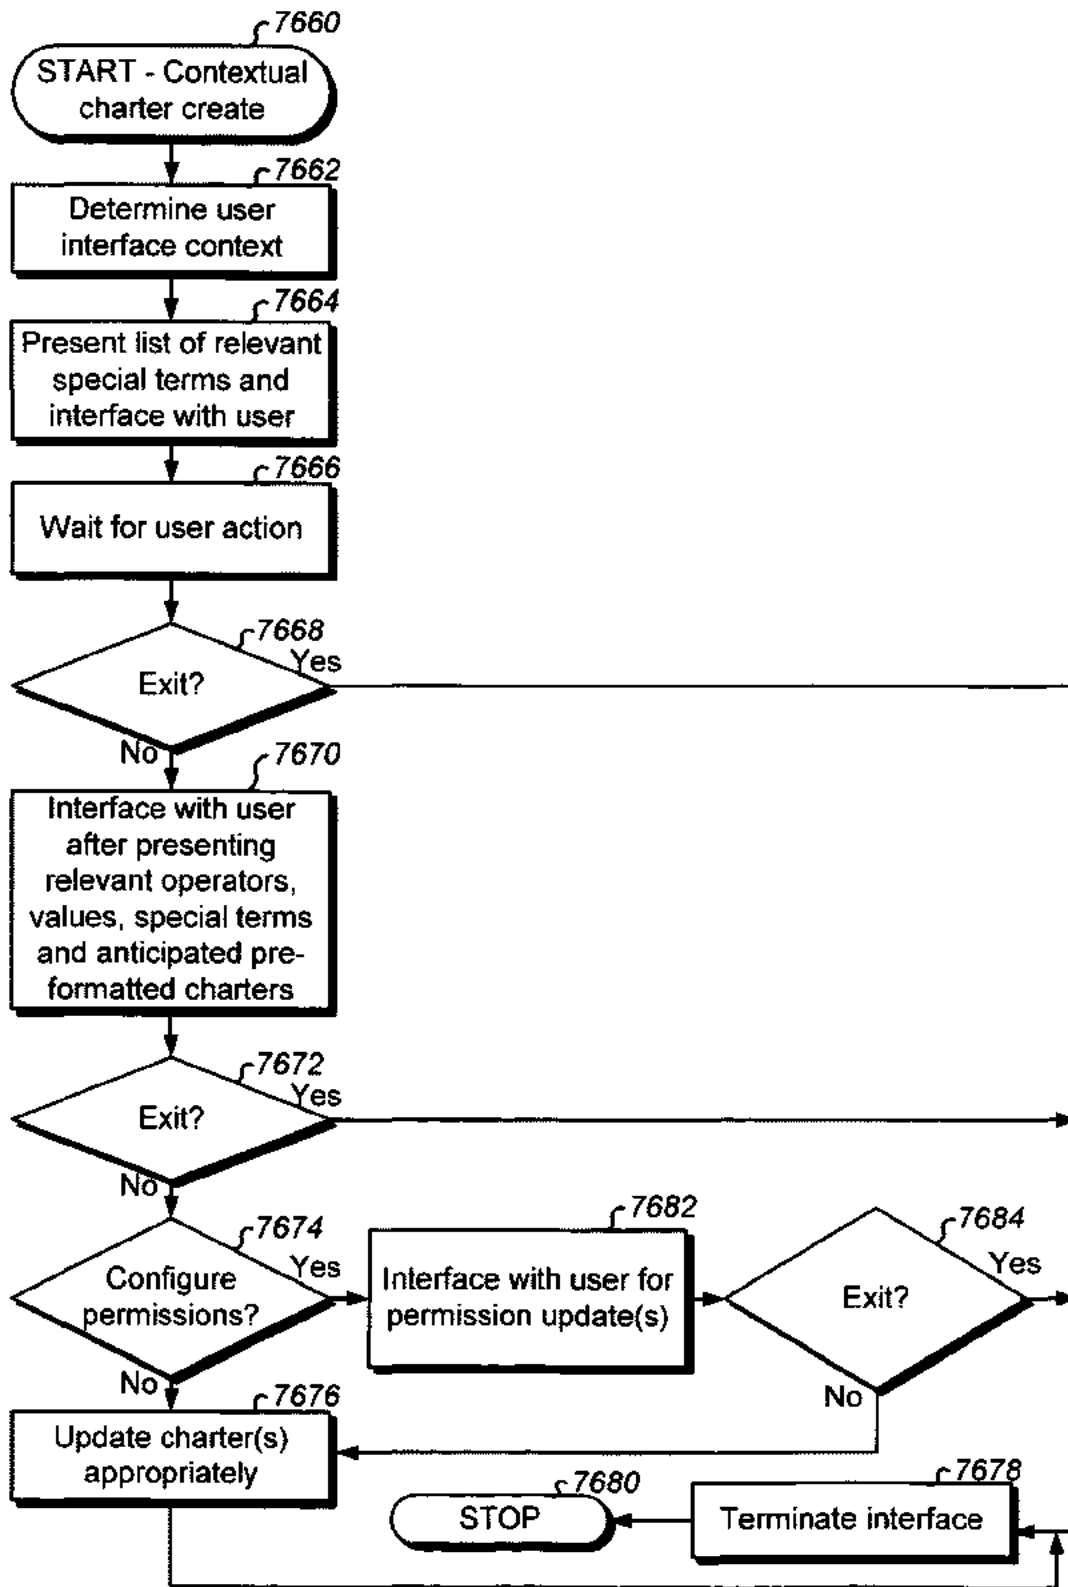 7660
START - Contextual
charter create
7662
Determine user
interface context
7664
Present list of relevant
special terms and
interface with user
7666
Wait for user action
7668
Yes
Exit?
No
7670
Interface with user
after presenting
relevant operators,
values, special terms
and anticipated pre-
formatted charters
7672
Yes
Exit?
No
7674
Yes
Configure
permissions?
No
7682
Interface with user for
permission update(s)
7684
Yes
Exit?
No
7676
Update charter(s)
appropriately
7680
STOP
7678
Terminate interface